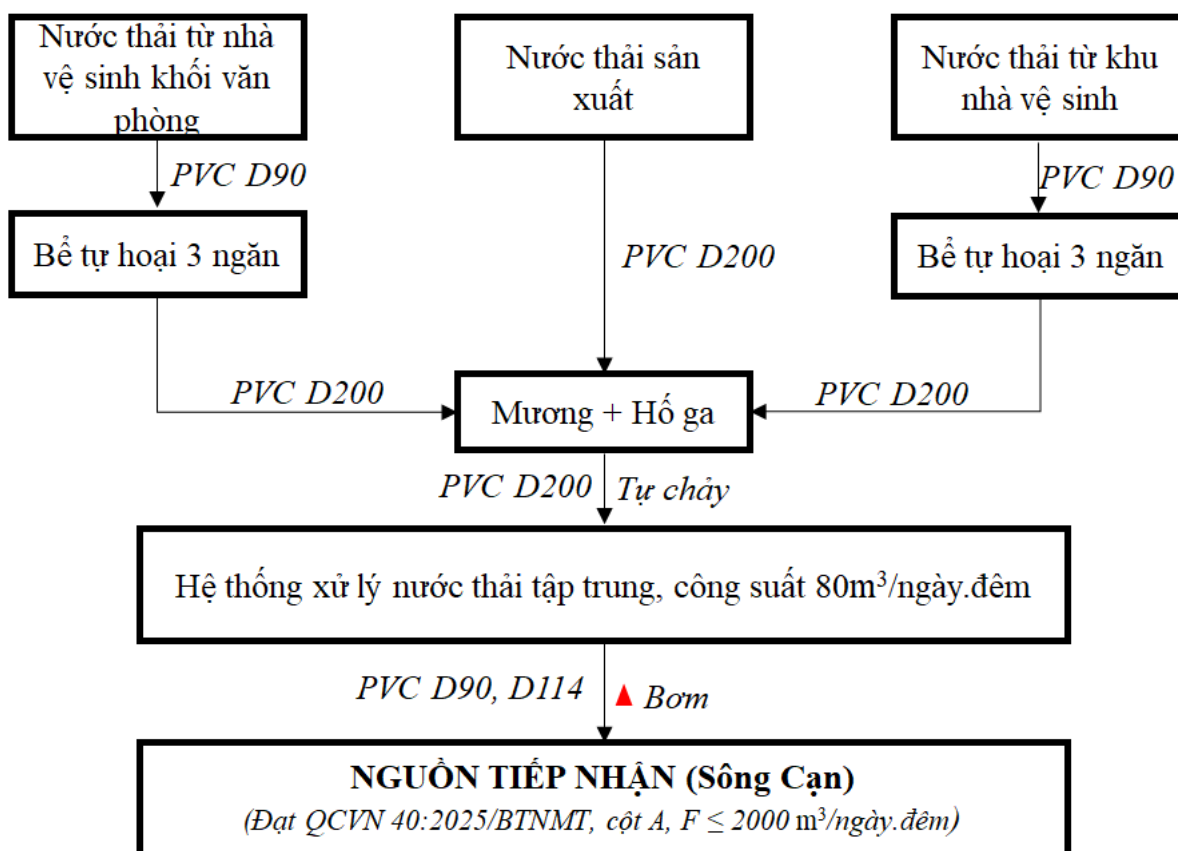 Nước thải từ nhà
vệ sinh khối văn
phòng
Nước thải sản
xuất
Nước thải từ khu
nhà vệ sinh
PVC D90
PVC D90
Bể tự hoại 3 ngăn
PVC D200
Bể tự hoại 3 ngăn
PVC D200
Mương + Hố ga
PVC D200
PVC D200
Tự chảy
Hệ thống xử lý nước thải tập trung, công suất 80m³/ngày.đêm
PVC D90, D114
Bơm
NGUỒN TIẾP NHẬN (Sông Cạn)
(Đạt QCVN 40:2025/BTNMT, cột A, F ≤ 2000 m³/ngày.đêm)